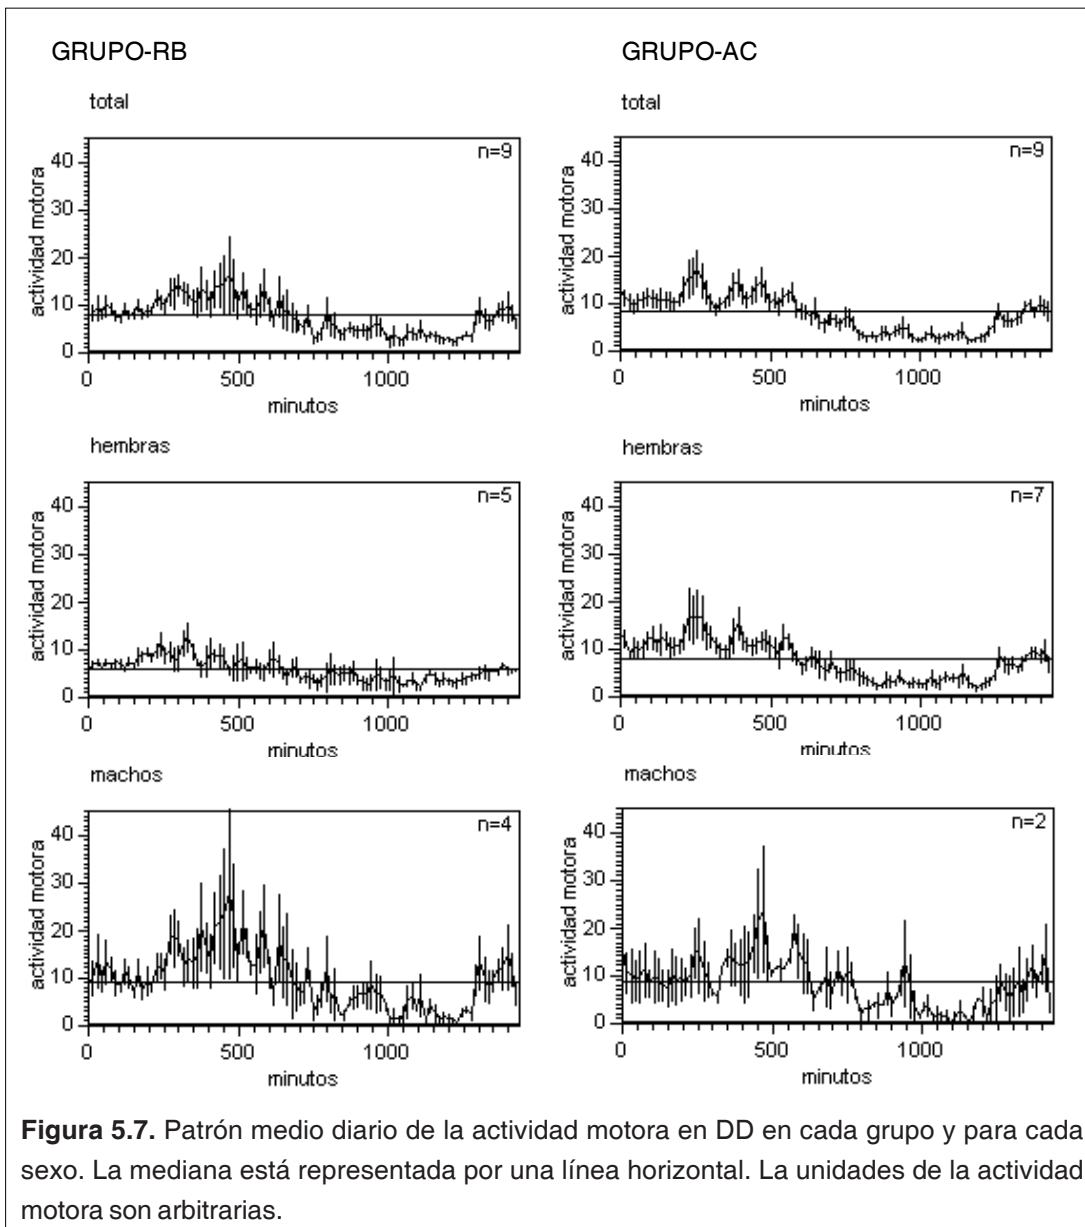 GRUPO-RB
GRUPO-AC
total
n=9
actividad motora
40
30
20
10
0
0
500
1000
minutos
total
n=9
actividad motora
40
30
20
10
0
0
500
1000
minutos
hembras
n=5
actividad motora
40
30
20
10
0
0
500
1000
minutos
hembras
n=7
actividad motora
40
30
20
10
0
0
500
1000
minutos
machos
n=4
actividad motora
40
30
20
10
0
0
500
1000
minutos
machos
n=2
actividad motora
40
30
20
10
0
0
500
1000
minutos
Figura 5.7. Patrón medio diario de la actividad motora en DD en cada grupo y para cada
sexo. La mediana está representada por una línea horizontal. La unidades de la actividad
motora son arbitrarias.